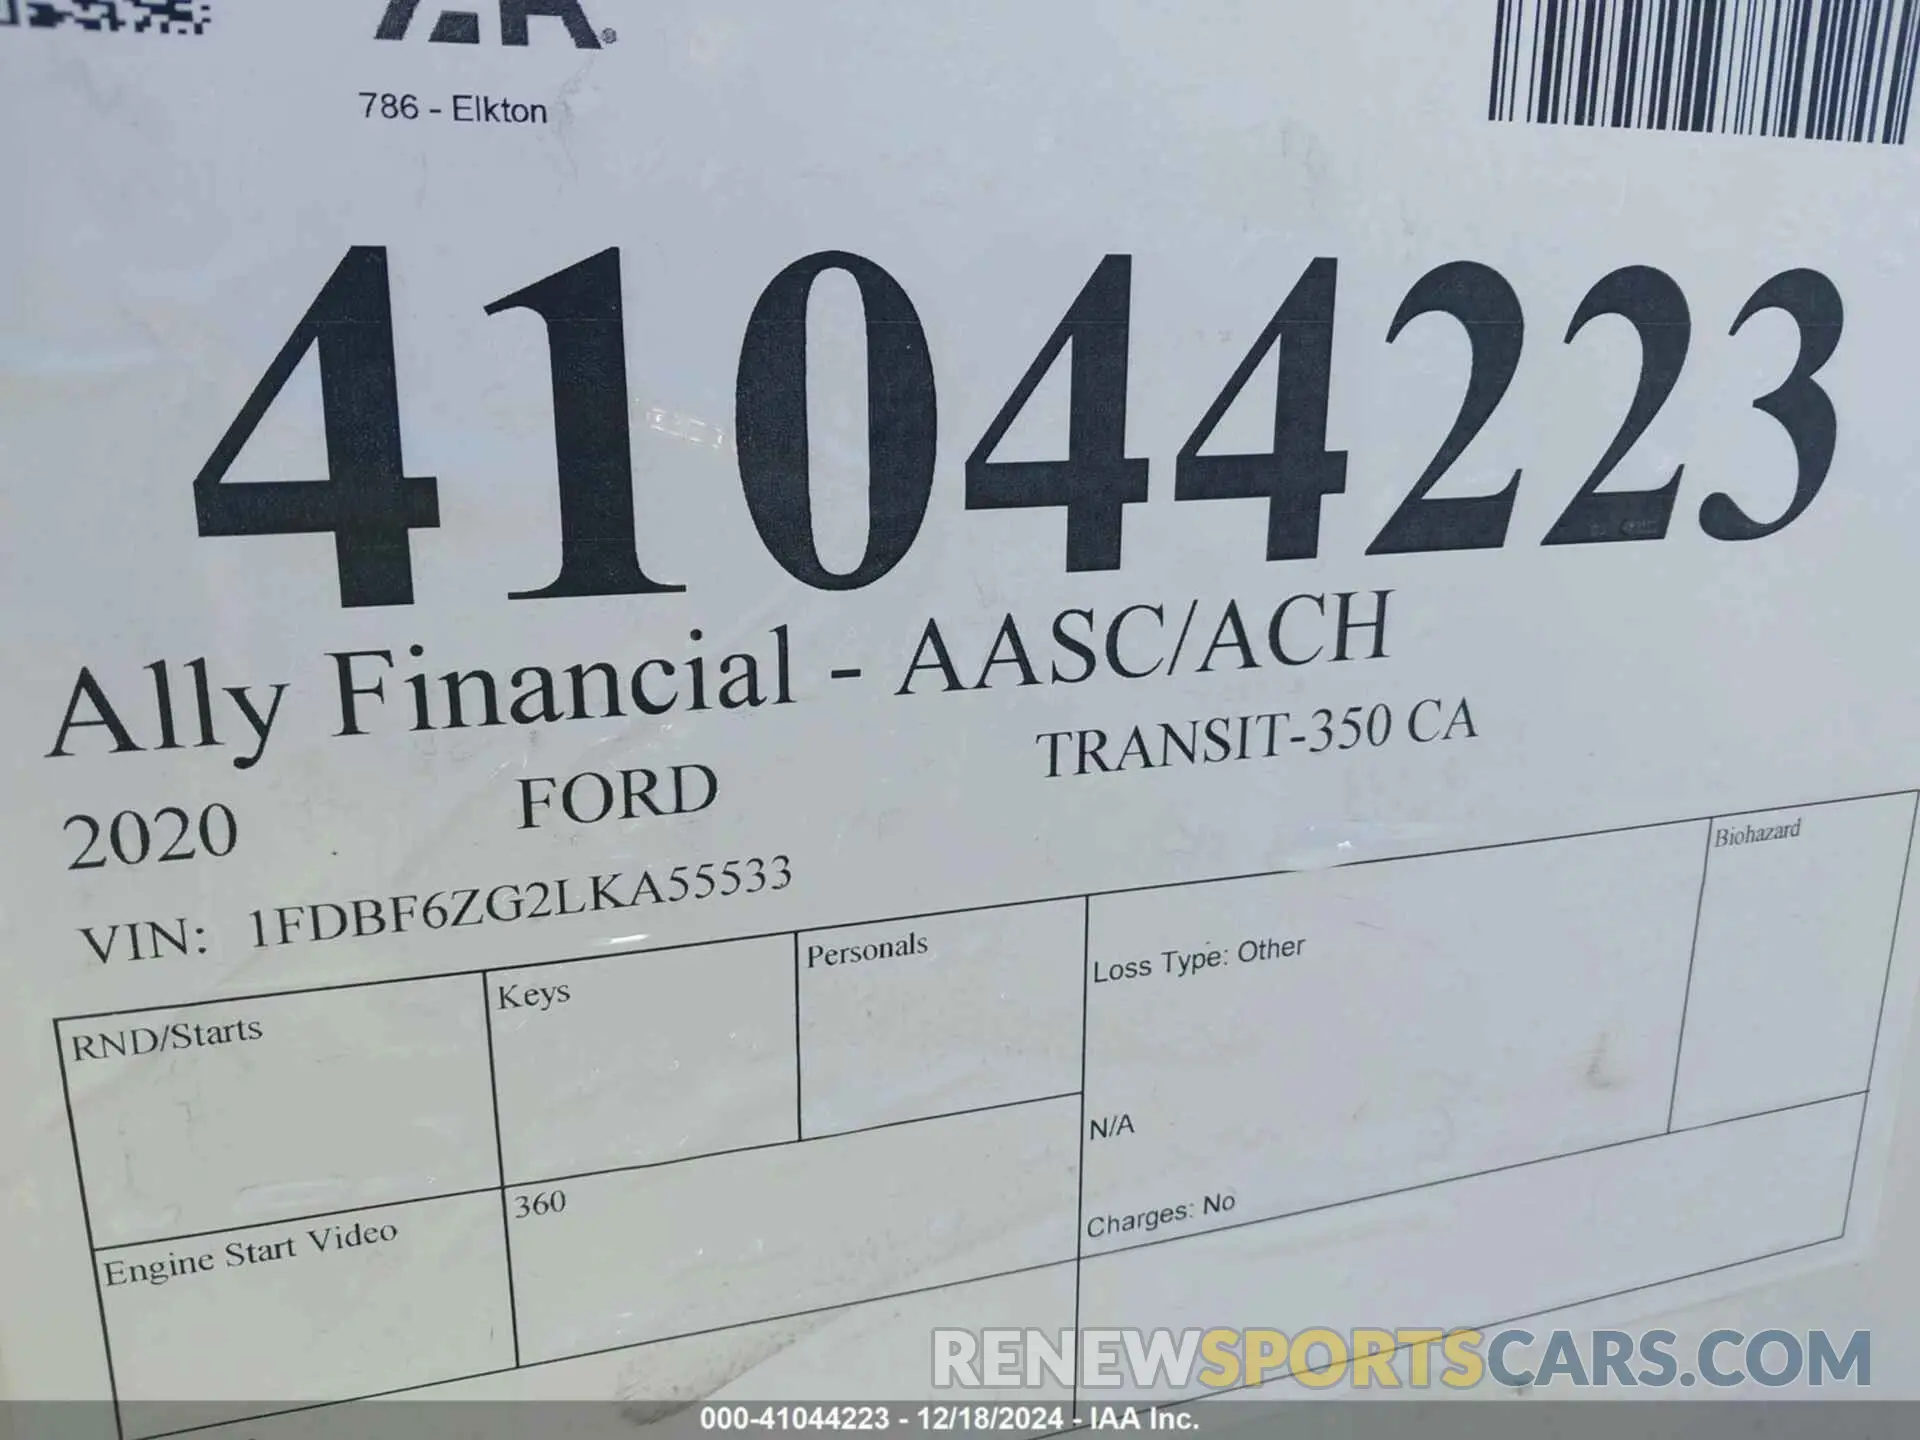 786 - Elkton
41044223
Ally Financial - AASC/ACH
2020 FORD TRANSIT-350 CA
VIN: 1FDBF6ZG2LKA55533
RND/Starts Keys Personals Loss Type: Other Biohazard
N/A
Engine Start Video 360 Charges: No
RENEWSPORTSCARS.COM
000-41044223 - 12/18/2024 - IAA Inc.